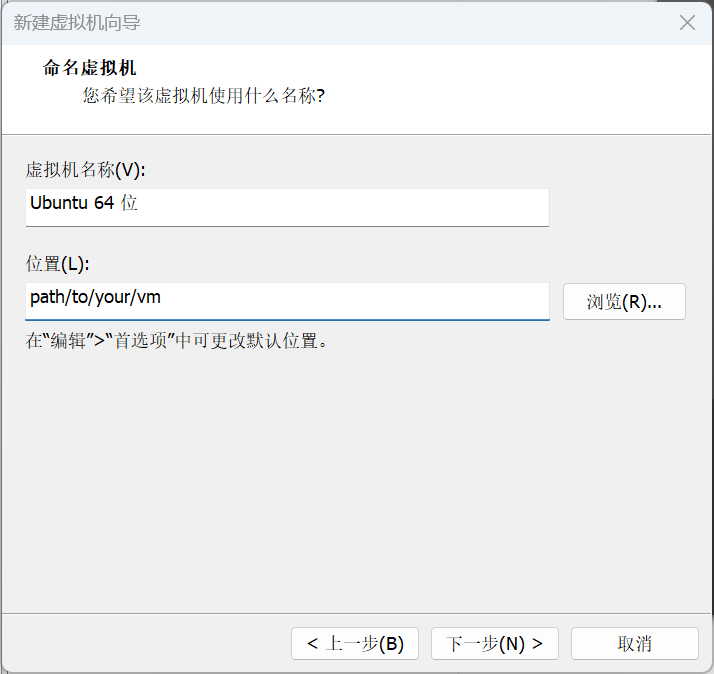 新建虚拟机向导
命名虚拟机
您希望该虚拟机使用什么名称?
虚拟机名称(V):
Ubuntu 64 位
位置(L):
path/to/your/vm
浏览(R)...
在“编辑”>“首选项”中可更改默认位置。
< 上一步(B)
下一步(N) >
取消